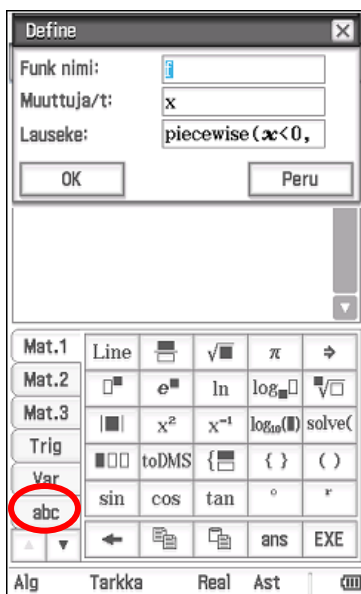 Define
Funk nimi: f
Muuttuja/t: x
Lauseke: piecewise(x<0,
OK Peru
Mat.1 Line √■ π ⇒
Mat.2 □■ e■ ln log■□ ■√□
Mat.3 |■| x² x⁻¹ log₁₀(■) solve(
Trig ■□□ toDMS { { } ( )
Var
abc sin cos tan ° r
ans EXE
Alg Tarkka Real Ast